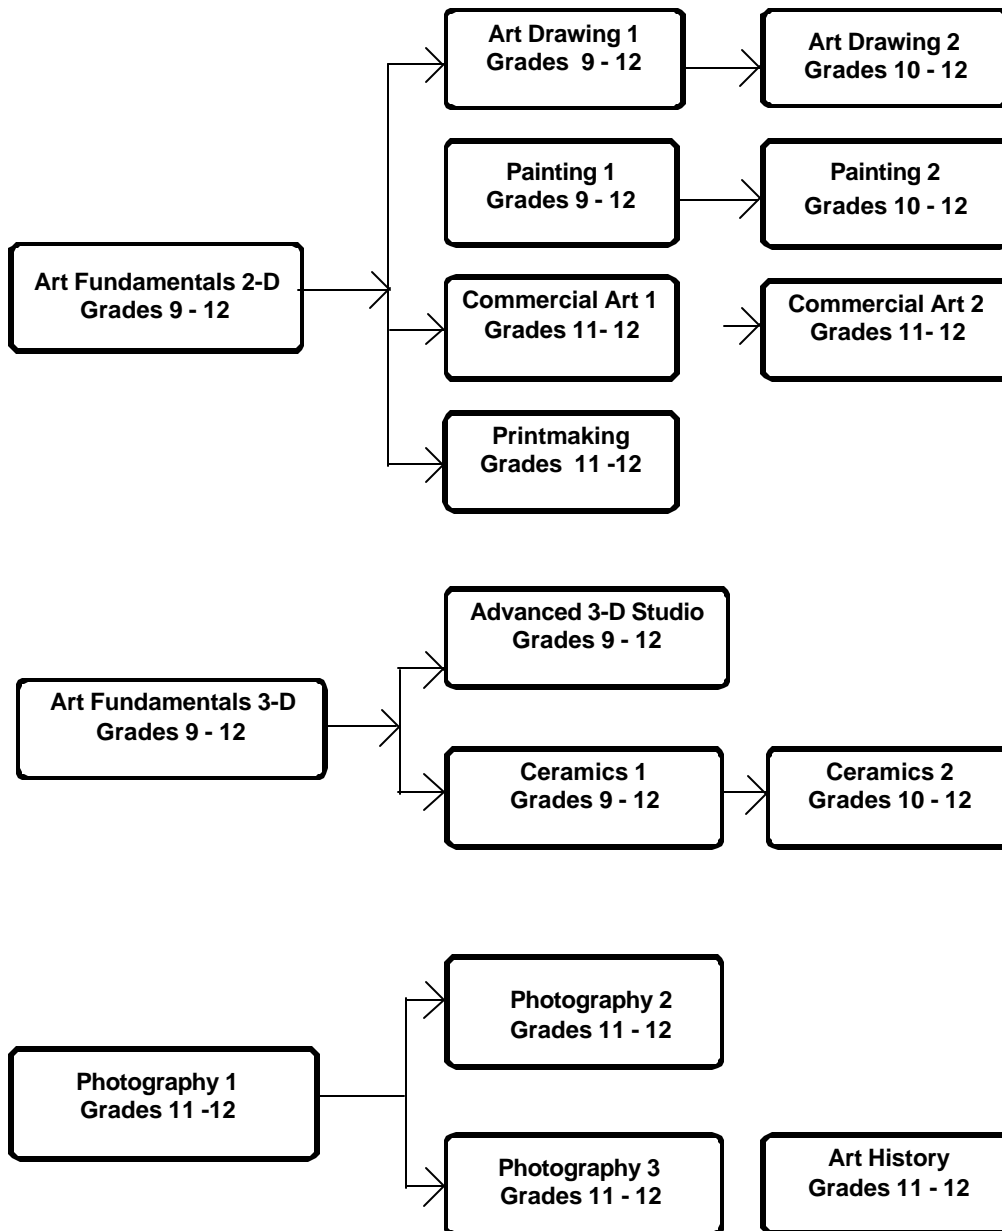 Art Drawing 1
Grades 9 - 12
Art Drawing 2
Grades 10 - 12
Painting 1
Grades 9 - 12
Painting 2
Grades 10 - 12
Art Fundamentals 2-D
Grades 9 - 12
Commercial Art 1
Grades 11- 12
Commercial Art 2
Grades 11- 12
Printmaking
Grades 11 -12
Advanced 3-D Studio
Grades 9 - 12
Art Fundamentals 3-D
Grades 9 - 12
Ceramics 1
Grades 9 - 12
Ceramics 2
Grades 10 - 12
Photography 2
Grades 11 - 12
Photography 1
Grades 11 -12
Photography 3
Grades 11 - 12
Art History
Grades 11 - 12